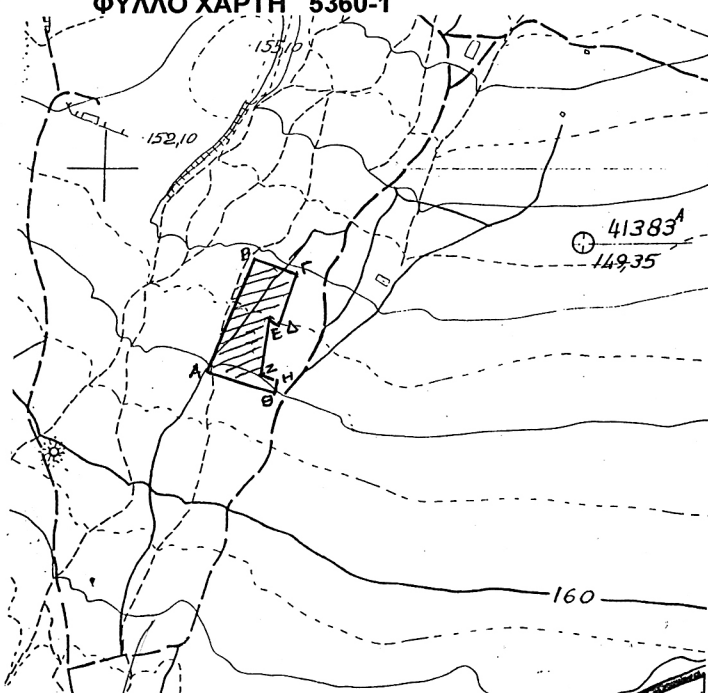 ΦΥΛΛΟ ΧΑΡΤΗ 5360-1
155,10
152,10
41383Α
149,35
Β
Γ
Ε Δ
Α
Ζ Η
Θ
160